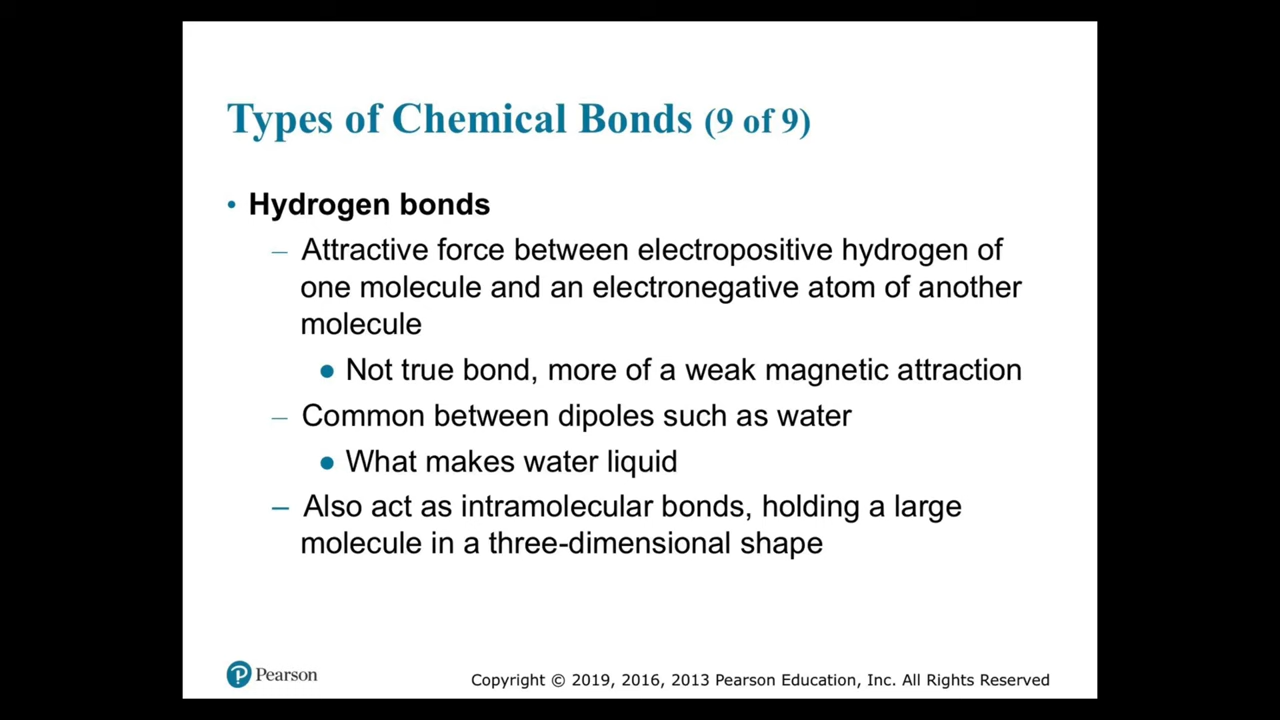 Types of Chemical Bonds (9 of 9)
• Hydrogen bonds
– Attractive force between electropositive hydrogen of
one molecule and an electronegative atom of another
molecule
● Not true bond, more of a weak magnetic attraction
– Common between dipoles such as water
● What makes water liquid
– Also act as intramolecular bonds, holding a large
molecule in a three-dimensional shape
P Pearson
Copyright © 2019, 2016, 2013 Pearson Education, Inc. All Rights Reserved